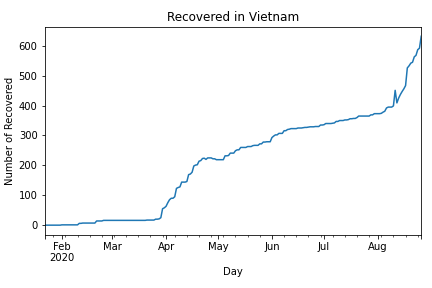 Recovered in Vietnam
Number of Recovered
600
500
400
300
200
100
0
Feb
2020
Mar
Apr
May
Jun
Jul
Aug
Day